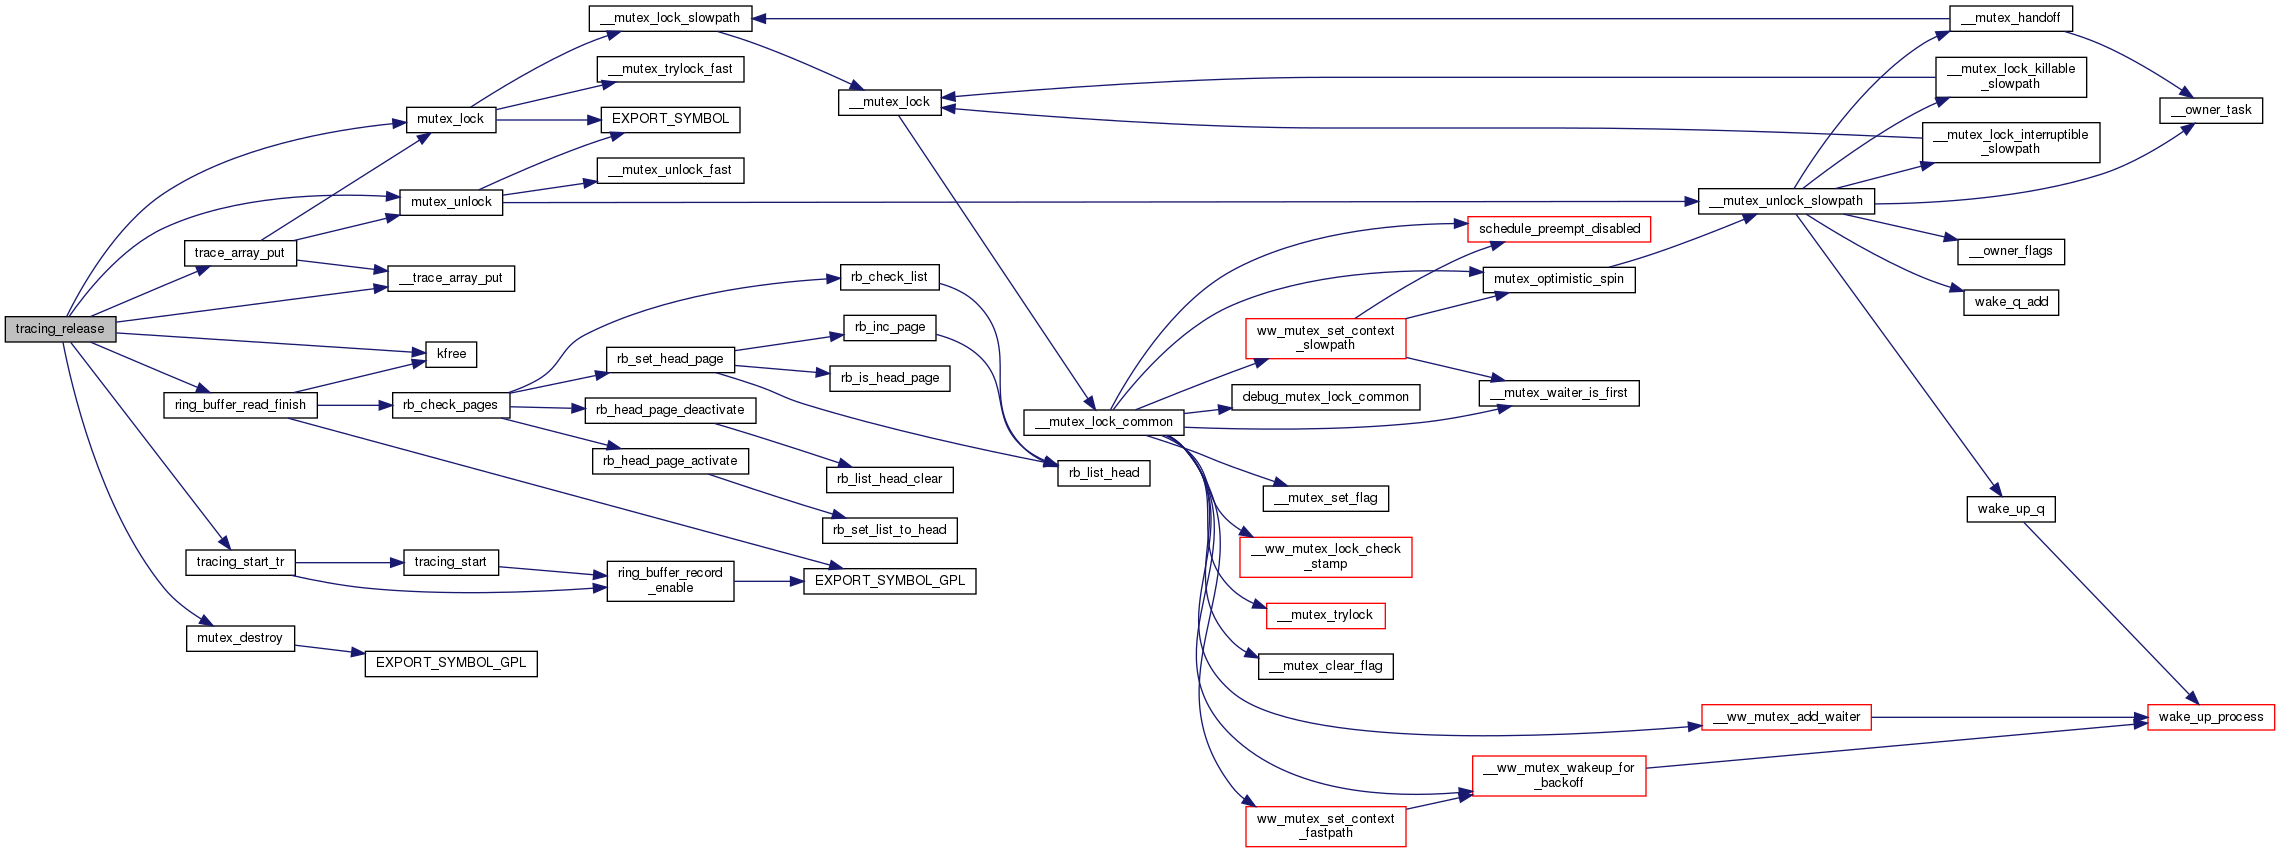 tracing_release
mutex_lock
__mutex_lock_slowpath
__mutex_trylock_fast
EXPORT_SYMBOL
mutex_unlock
__mutex_unlock_fast
trace_array_put
__trace_array_put
kfree
ring_buffer_read_finish
rb_check_pages
rb_check_list
rb_set_head_page
rb_inc_page
rb_is_head_page
rb_head_page_deactivate
rb_head_page_activate
rb_list_head_clear
rb_set_list_to_head
rb_list_head
tracing_start_tr
tracing_start
ring_buffer_record
_enable
EXPORT_SYMBOL_GPL
mutex_destroy
EXPORT_SYMBOL_GPL
__mutex_lock
__mutex_lock_common
schedule_preempt_disabled
mutex_optimistic_spin
ww_mutex_set_context
_slowpath
__mutex_waiter_is_first
debug_mutex_lock_common
__mutex_set_flag
__ww_mutex_lock_check
_stamp
__mutex_trylock
__mutex_clear_flag
__ww_mutex_add_waiter
__ww_mutex_wakeup_for
_backoff
ww_mutex_set_context
_fastpath
__mutex_handoff
__mutex_lock_killable
_slowpath
__mutex_lock_interruptible
_slowpath
__mutex_unlock_slowpath
__owner_task
__owner_flags
wake_q_add
wake_up_q
wake_up_process